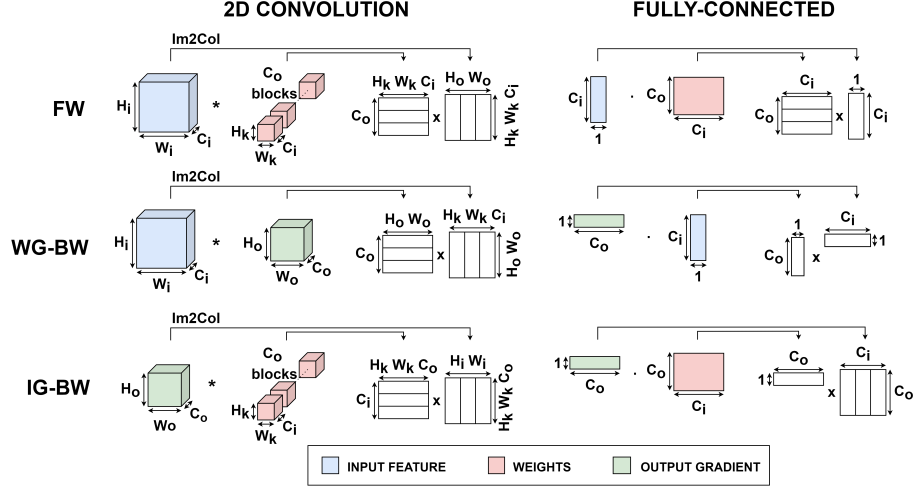 2D CONVOLUTION
FULLY-CONNECTED
FW
Im2Col
Hi
Wi
Ci
*
Co
blocks
Hk
Wk
Ci
Hk Wk Ci
Co
x
Ho Wo
Hk Wk Ci
Ci
1
.
Co
Ci
Ci
Co
x
1
Ci
WG-BW
Im2Col
Hi
Wi
Ci
*
Ho
Wo
Co
Ho Wo
Co
x
Hk Wk Ci
Ho Wo
1
Co
.
Ci
1
1
Co
x
Ci
1
IG-BW
Im2Col
Ho
Wo
Co
*
Co
blocks
Hk
Wk
Ci
Hk Wk Co
Ci
x
Hi Wi
Hk Wk Co
1
Co
.
Co
Ci
Co
1
x
Ci
Co
INPUT FEATURE
WEIGHTS
OUTPUT GRADIENT